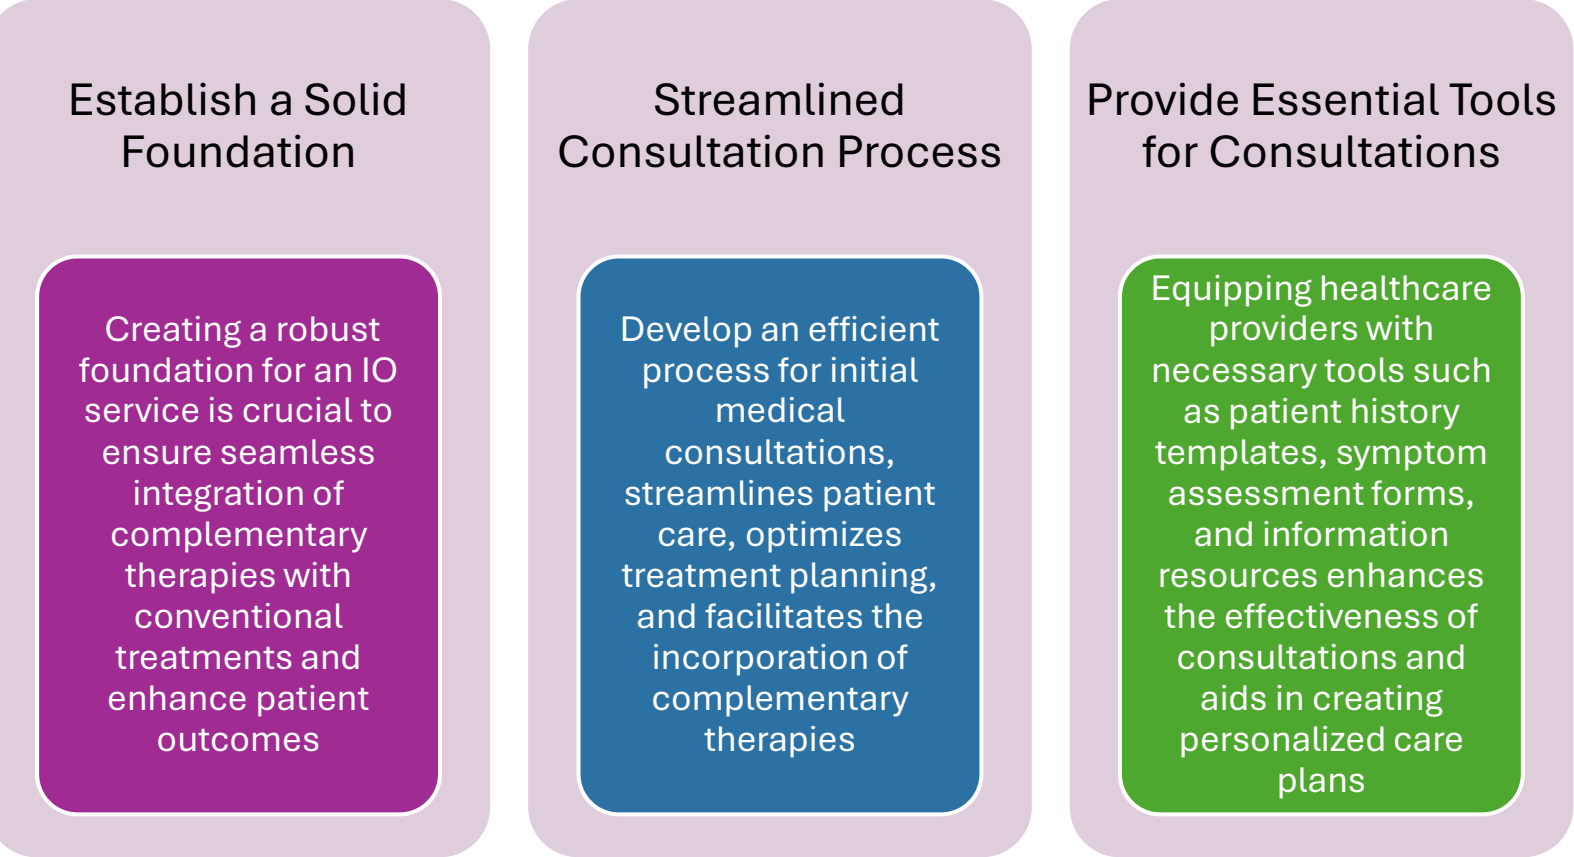 Establish a Solid
Foundation
Creating a robust
foundation for an IO
service is crucial to
ensure seamless
integration of
complementary
therapies with
conventional
treatments and
enhance patient
outcomes
Streamlined
Consultation Process
Develop an efficient
process for initial
medical
consultations,
streamlines patient
care, optimizes
treatment planning,
and facilitates the
incorporation of
complementary
therapies
Provide Essential Tools
for Consultations
Equipping healthcare
providers with
necessary tools such
as patient history
templates, symptom
assessment forms,
and information
resources enhances
the effectiveness of
consultations and
aids in creating
personalized care
plans